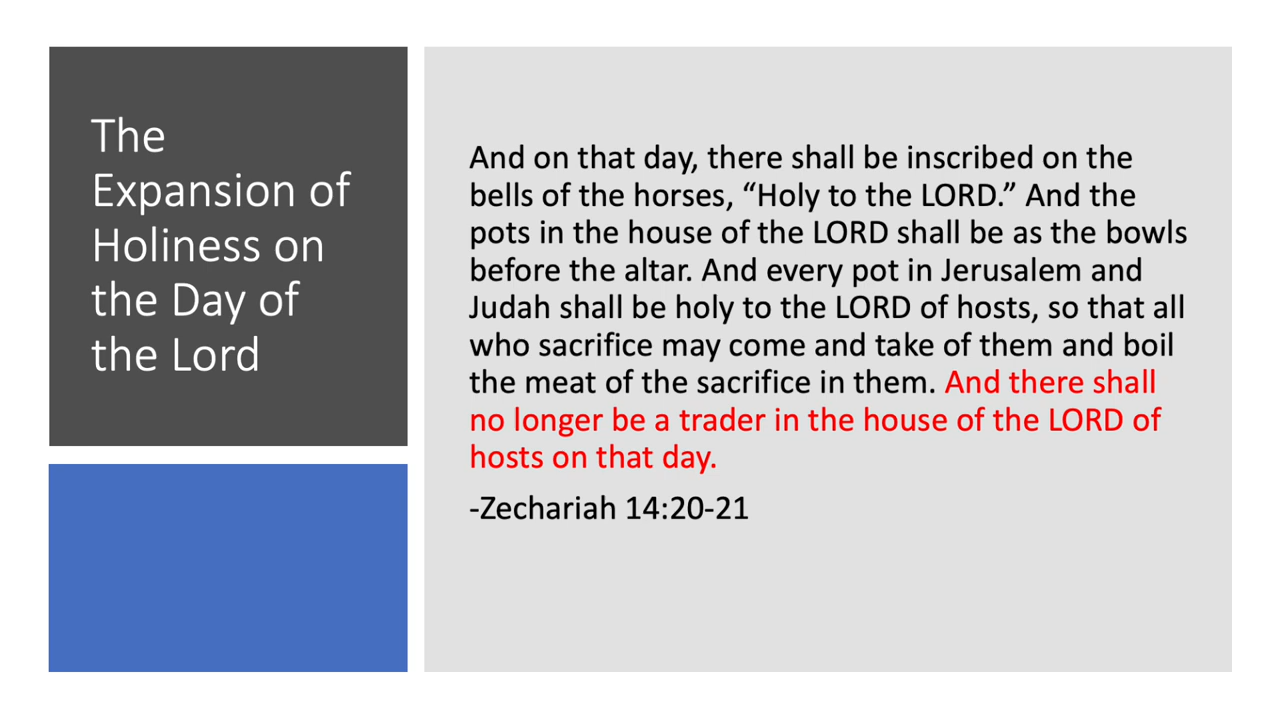 The
Expansion of
Holiness on
the Day of
the Lord
And on that day, there shall be inscribed on the
bells of the horses, “Holy to the LORD.” And the
pots in the house of the LORD shall be as the bowls
before the altar. And every pot in Jerusalem and
Judah shall be holy to the LORD of hosts, so that all
who sacrifice may come and take of them and boil
the meat of the sacrifice in them. And there shall
no longer be a trader in the house of the LORD of
hosts on that day.
-Zechariah 14:20-21